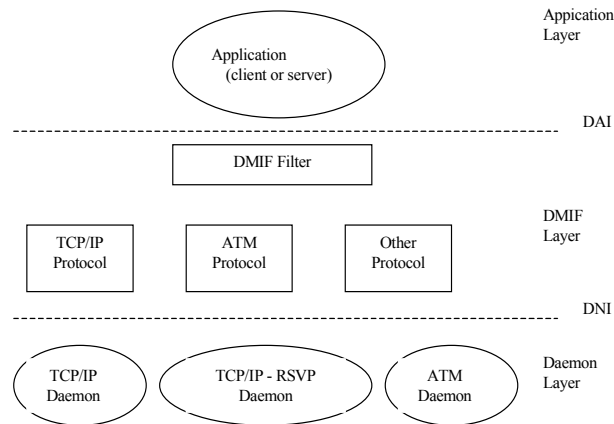 Appication
Layer
Application
(client or server)
DAI
DMIF Filter
DMIF
Layer
TCP/IP
Protocol
ATM
Protocol
Other
Protocol
DNI
TCP/IP
Daemon
TCP/IP - RSVP
Daemon
ATM
Daemon
Daemon
Layer